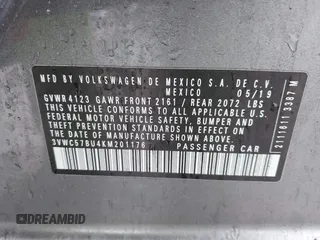 MFD. BY VOLKSWAGEN DE MEXICO S.A. DE C.V.
MEXICO 05/19
GVWR 4123 GAWR FRONT 2161 / REAR 2072 LBS
THIS VEHICLE CONFORMS TO ALL APPLICABLE U.S.
FEDERAL MOTOR VEHICLE SAFETY, BUMPER AND
THEFT PREVENTION STANDARDS IN EFFECT ON THE
DATE OF MANUFACTURE SHOWN ABOVE.
3VWC57BU4KM201176 PASSENGER CAR
2111611 3387 M
© DREAMBID